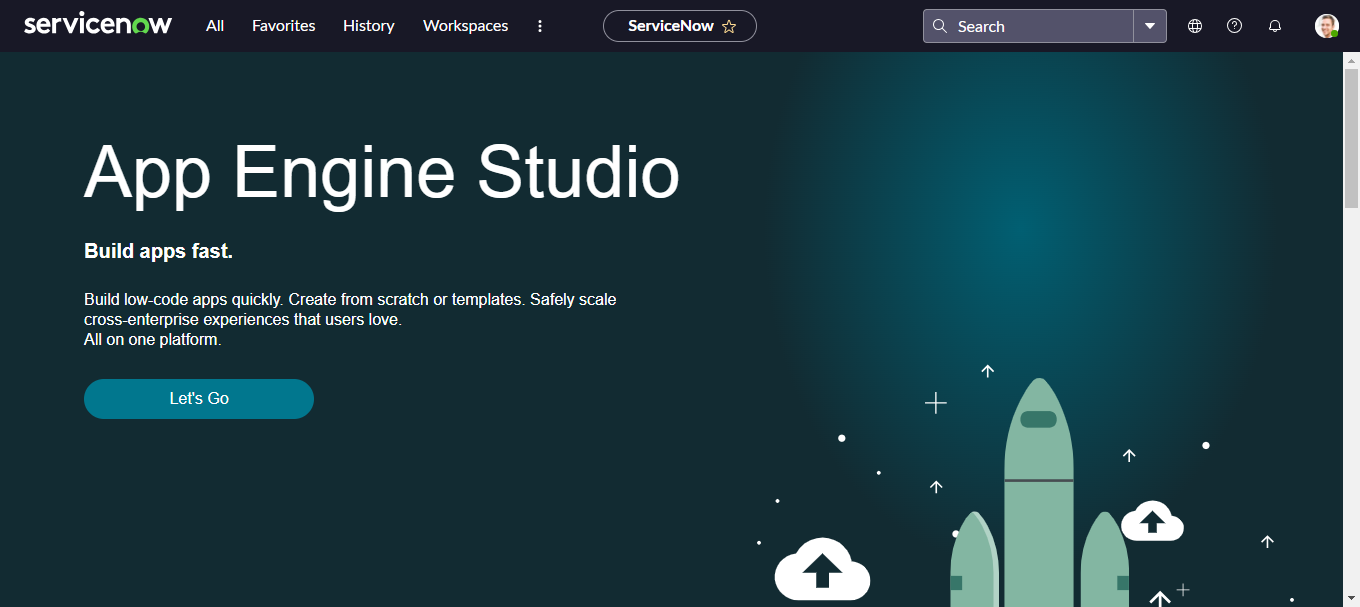 servicenow All Favorites History Workspaces ServiceNow Search
App Engine Studio
Build apps fast.
Build low-code apps quickly. Create from scratch or templates. Safely scale
cross-enterprise experiences that users love.
All on one platform.
Let's Go